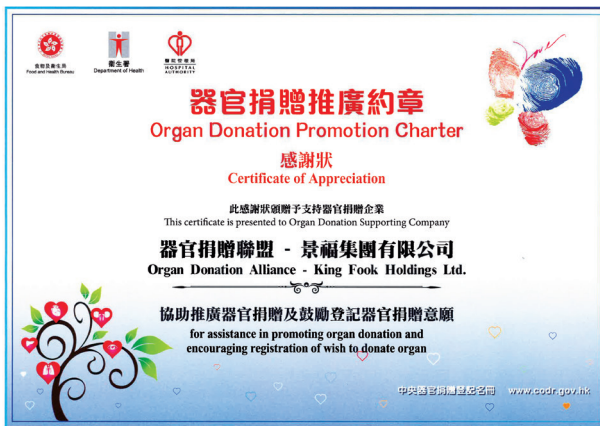 食物及衞生局
Food and Health Bureau
衞生署
Department of Health
醫院管理局
HOSPITAL
AUTHORITY
Love
器官捐贈推廣約章
Organ Donation Promotion Charter
感謝狀
Certificate of Appreciation
此感謝狀頒贈予支持器官捐贈企業
This certificate is presented to Organ Donation Supporting Company
器官捐贈聯盟 - 景福集團有限公司
Organ Donation Alliance - King Fook Holdings Ltd.
協助推廣器官捐贈及鼓勵登記器官捐贈意願
for assistance in promoting organ donation and
encouraging registration of wish to donate organ
中央器官捐贈登記名冊 www.codr.gov.hk